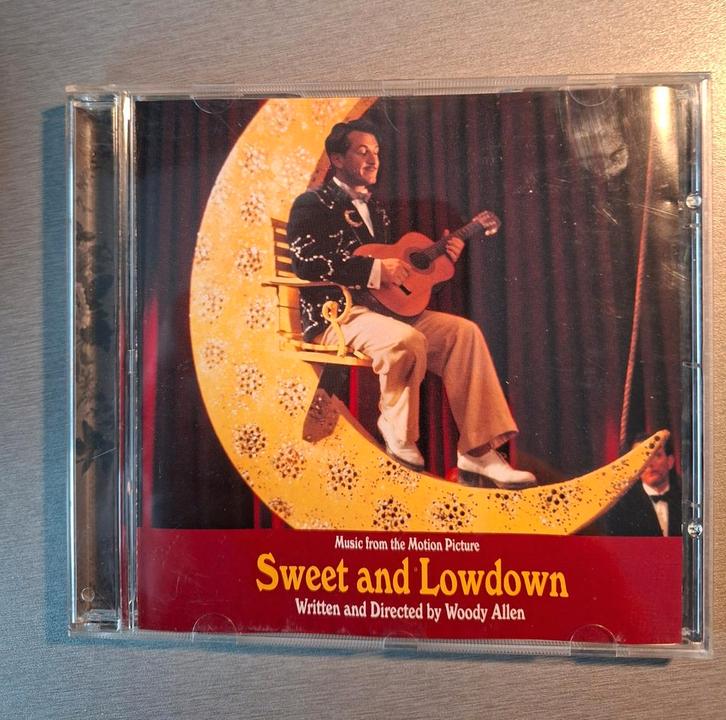 Music from the Motion Picture
Sweet and Lowdown
Written and Directed by Woody Allen